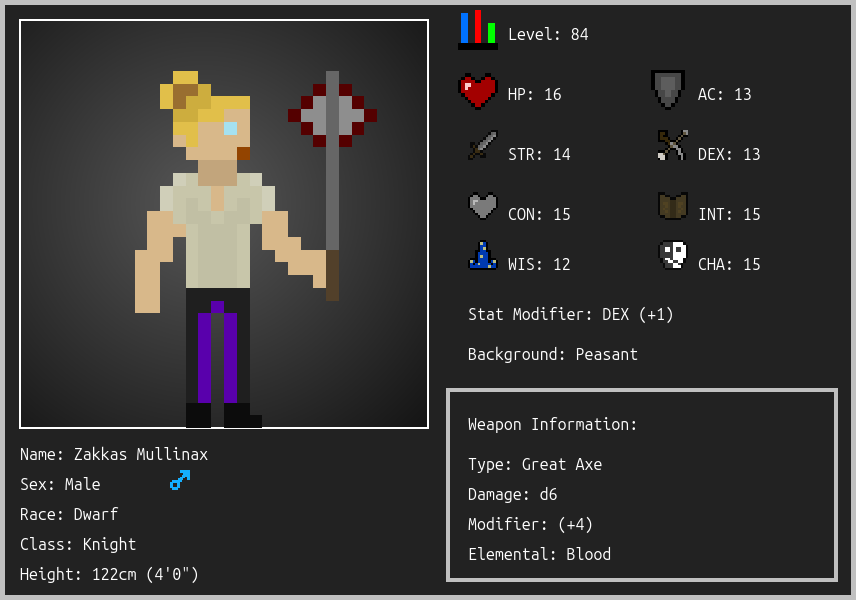 Level: 84
HP: 16
AC: 13
STR: 14
DEX: 13
CON: 15
INT: 15
WIS: 12
CHA: 15
Stat Modifier: DEX (+1)
Background: Peasant
Weapon Information:
Type: Great Axe
Damage: d6
Modifier: (+4)
Elemental: Blood
Name: Zakkas Mullinax
Sex: Male
Race: Dwarf
Class: Knight
Height: 122cm (4'0")